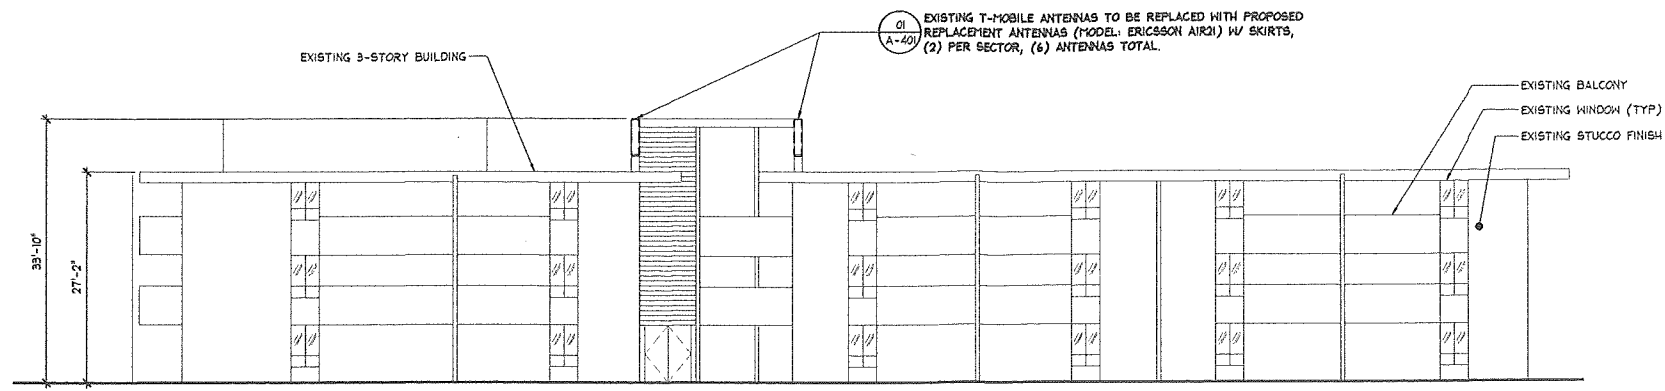 01
A-401
EXISTING T-MOBILE ANTENNAS TO BE REPLACED WITH PROPOSED
REPLACEMENT ANTENNAS (MODEL: ERICSSON AIR21) W/ SKIRTS,
(2) PER SECTOR, (6) ANTENNAS TOTAL.
EXISTING 3-STORY BUILDING
EXISTING BALCONY
EXISTING WINDOW (TYP)
EXISTING STUCCO FINISH
33'-10"
27'-2"